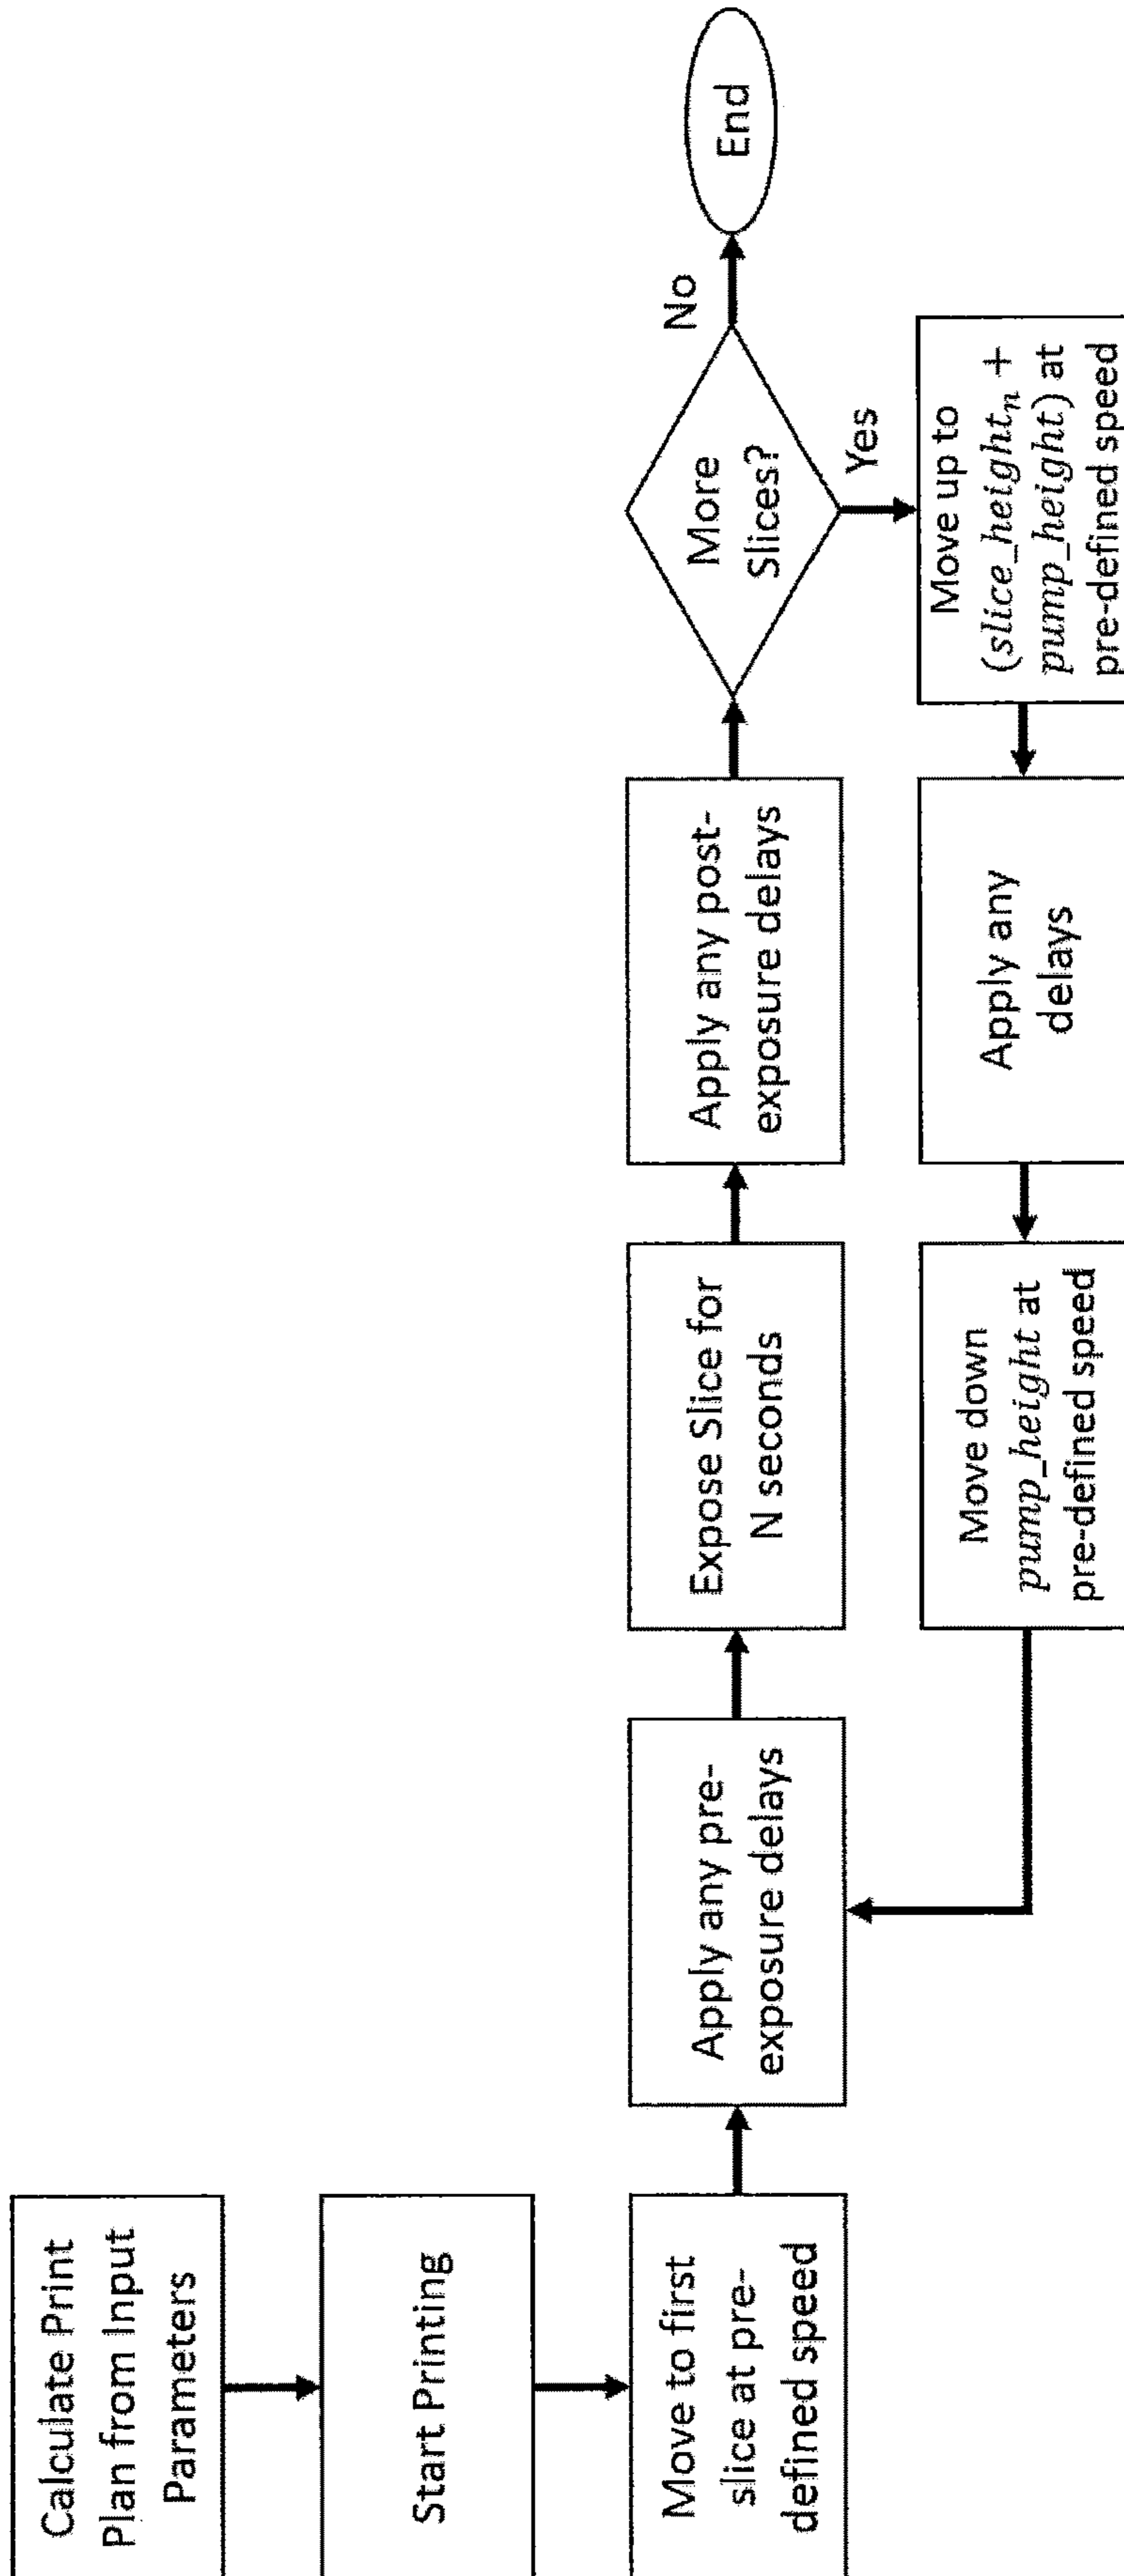 Calculate Print
Plan from Input
Parameters
Start Printing
Move to first
slice at pre-
defined speed
Apply any pre-
exposure delays
Expose Slice for
N seconds
Apply any post-
exposure delays
More
Slices?
No
End
Yes
Move up to
(slice_heightₙ +
pump_height) at
pre-defined speed
Apply any
delays
Move down
pump_height at
pre-defined speed